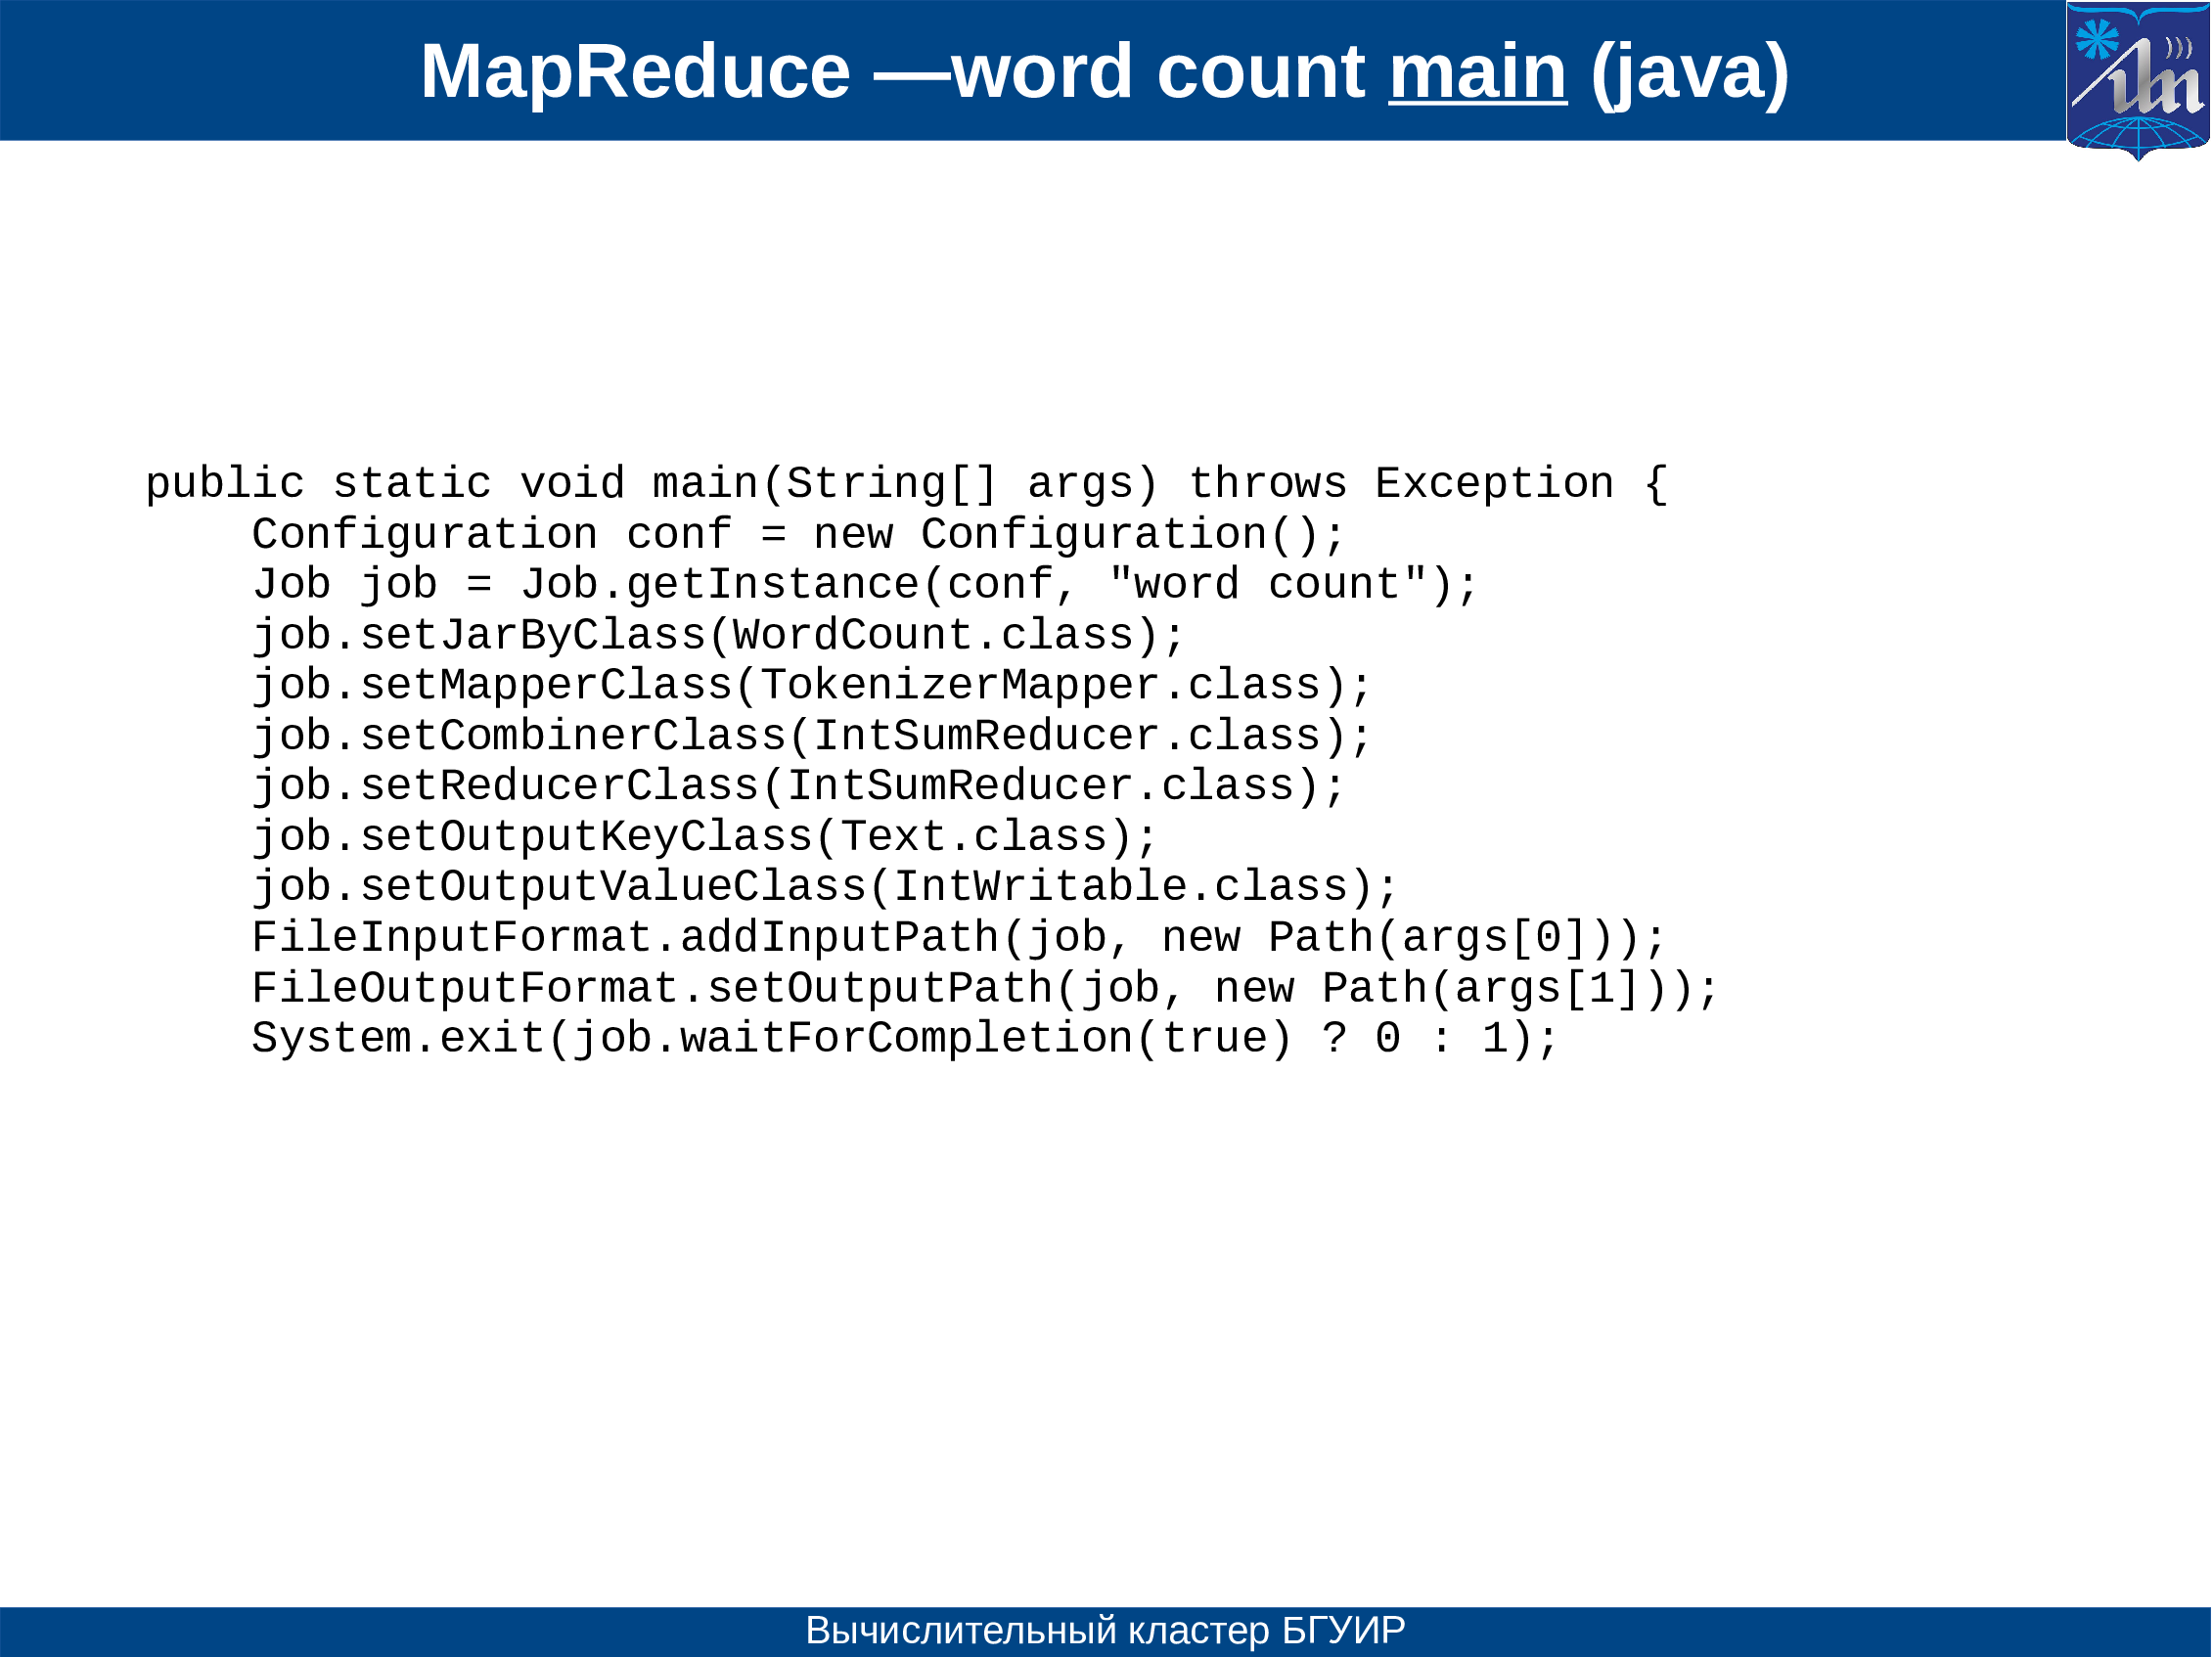 MapReduce —word count main (java)
public static void main(String[] args) throws Exception {
    Configuration conf = new Configuration();
    Job job = Job.getInstance(conf, "word count");
    job.setJarByClass(WordCount.class);
    job.setMapperClass(TokenizerMapper.class);
    job.setCombinerClass(IntSumReducer.class);
    job.setReducerClass(IntSumReducer.class);
    job.setOutputKeyClass(Text.class);
    job.setOutputValueClass(IntWritable.class);
    FileInputFormat.addInputPath(job, new Path(args[0]));
    FileOutputFormat.setOutputPath(job, new Path(args[1]));
    System.exit(job.waitForCompletion(true) ? 0 : 1);
Вычислительный кластер БГУИР